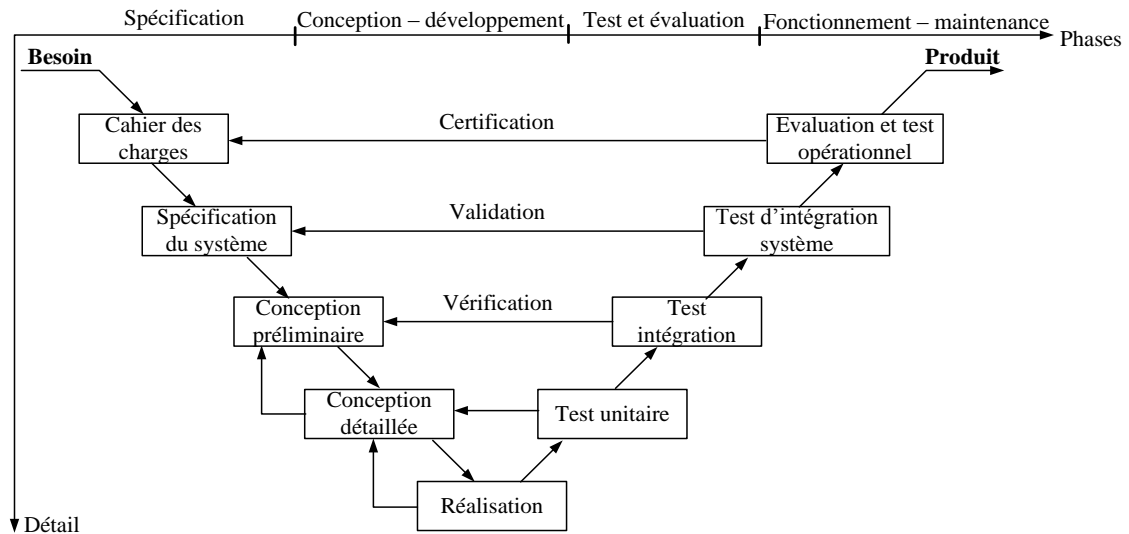 Spécification
Conception – développement
Test et évaluation
Fonctionnement – maintenance
Phases
Besoin
Produit
Cahier des
charges
Certification
Evaluation et test
opérationnel
Spécification
du système
Validation
Test d’intégration
système
Conception
préliminaire
Vérification
Test
intégration
Conception
détaillée
Test unitaire
Réalisation
Détail